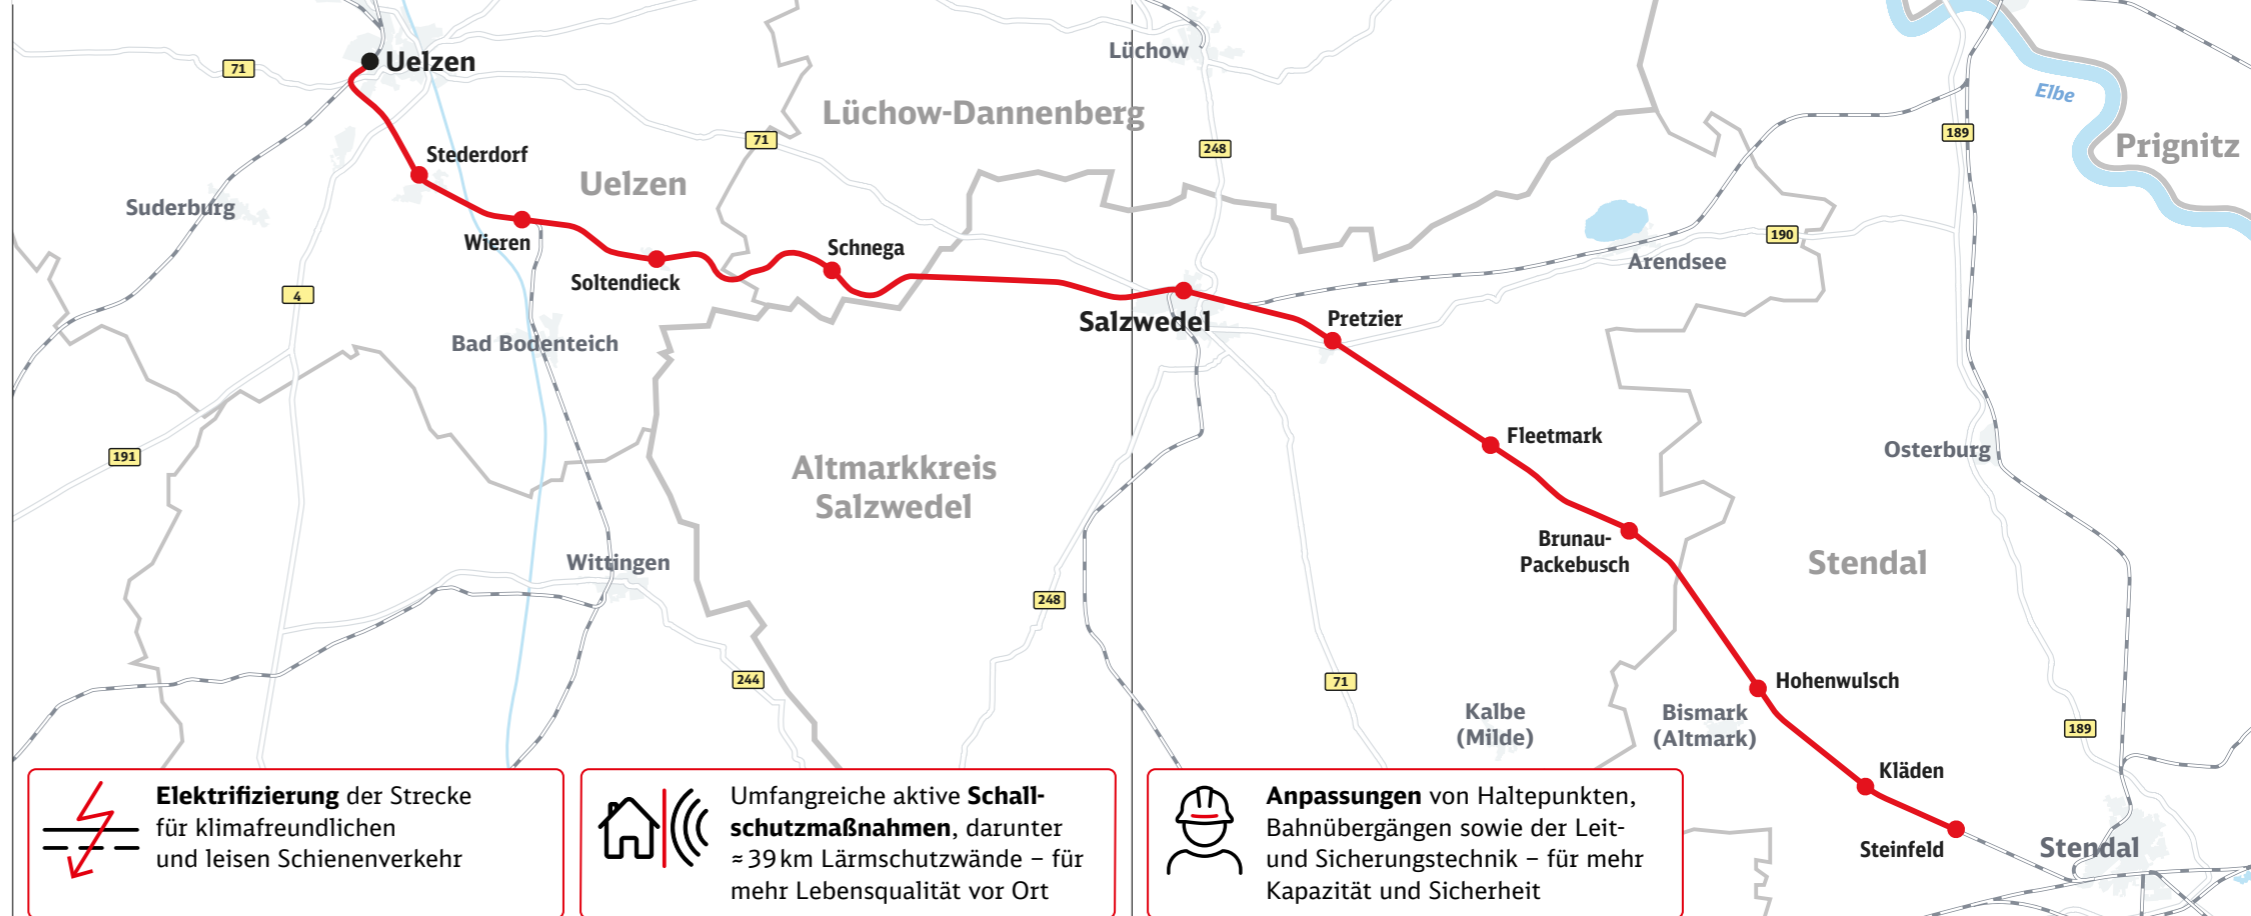 Uelzen
71
Lüchow
Elbe
Lüchow-Dannenberg
71
248
189
Prignitz
Stederdorf
Uelzen
Suderburg
Wieren
190
Schnega
Arendsee
Soltendieck
4
Salzwedel
Pretzier
Bad Bodenteich
Fleetmark
Osterburg
191
Altmarkkreis
Salzwedel
Brunau-
Packebusch
Wittingen
Stendal
248
244
71
Hohenwulsch
Kalbe
(Milde)
Bismark
(Altmark)
189
Kläden
Steinfeld
Stendal
Elektrifizierung der Strecke
für klimafreundlichen
und leisen Schienenverkehr
Umfangreiche aktive Schall-
schutzmaßnahmen, darunter
≈ 39 km Lärmschutzwände – für
mehr Lebensqualität vor Ort
Anpassungen von Haltepunkten,
Bahnübergängen sowie der Leit-
und Sicherungstechnik – für mehr
Kapazität und Sicherheit